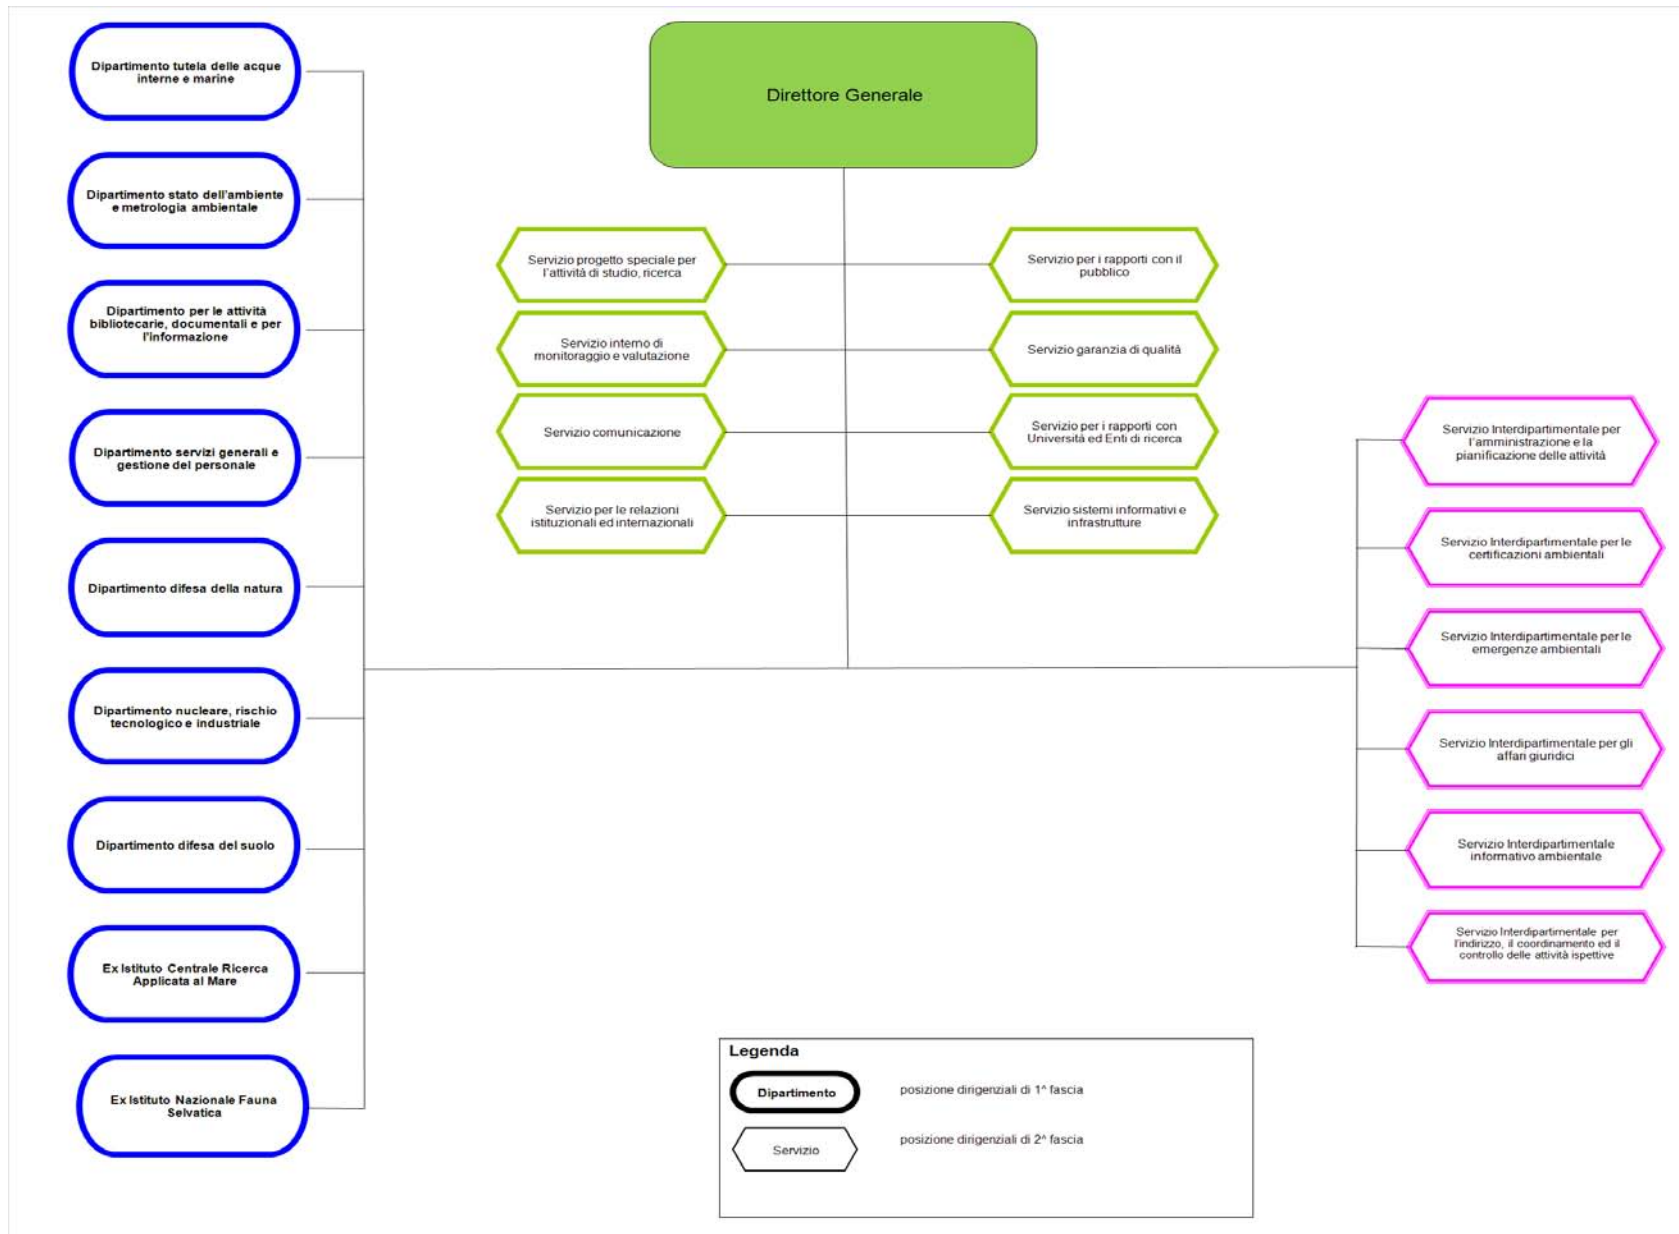 Direttore Generale
Dipartimento tutela delle acque
interne e marine
Dipartimento stato dell'ambiente
e metrologia ambientale
Dipartimento per le attività
bibliotecarie, documentali e per
l'informazione
Dipartimento servizi generali e
gestione del personale
Dipartimento difesa della natura
Dipartimento nucleare, rischio
tecnologico e industriale
Dipartimento difesa del suolo
Ex Istituto Centrale Ricerca
Applicata al Mare
Ex Istituto Nazionale Fauna
Selvatica
Servizio progetto speciale per
l'attività di studio, ricerca
Servizio interno di
monitoraggio e valutazione
Servizio comunicazione
Servizio per le relazioni
istituzionali ed internazionali
Servizio per i rapporti con il
pubblico
Servizio garanzia di qualità
Servizio per i rapporti con
Università ed Enti di ricerca
Servizio sistemi informativi e
infrastrutture
Servizio Interdipartimentale per
l'amministrazione e la
pianificazione delle attività
Servizio Interdipartimentale per le
certificazioni ambientali
Servizio Interdipartimentale per le
emergenze ambientali
Servizio Interdipartimentale per gli
affari giuridici
Servizio Interdipartimentale
informativo ambientale
Servizio Interdipartimentale per
l'indirizzo, il coordinamento ed il
controllo delle attività ispettive
Legenda
Dipartimento posizione dirigenziali di 1^ fascia
Servizio posizione dirigenziali di 2^ fascia